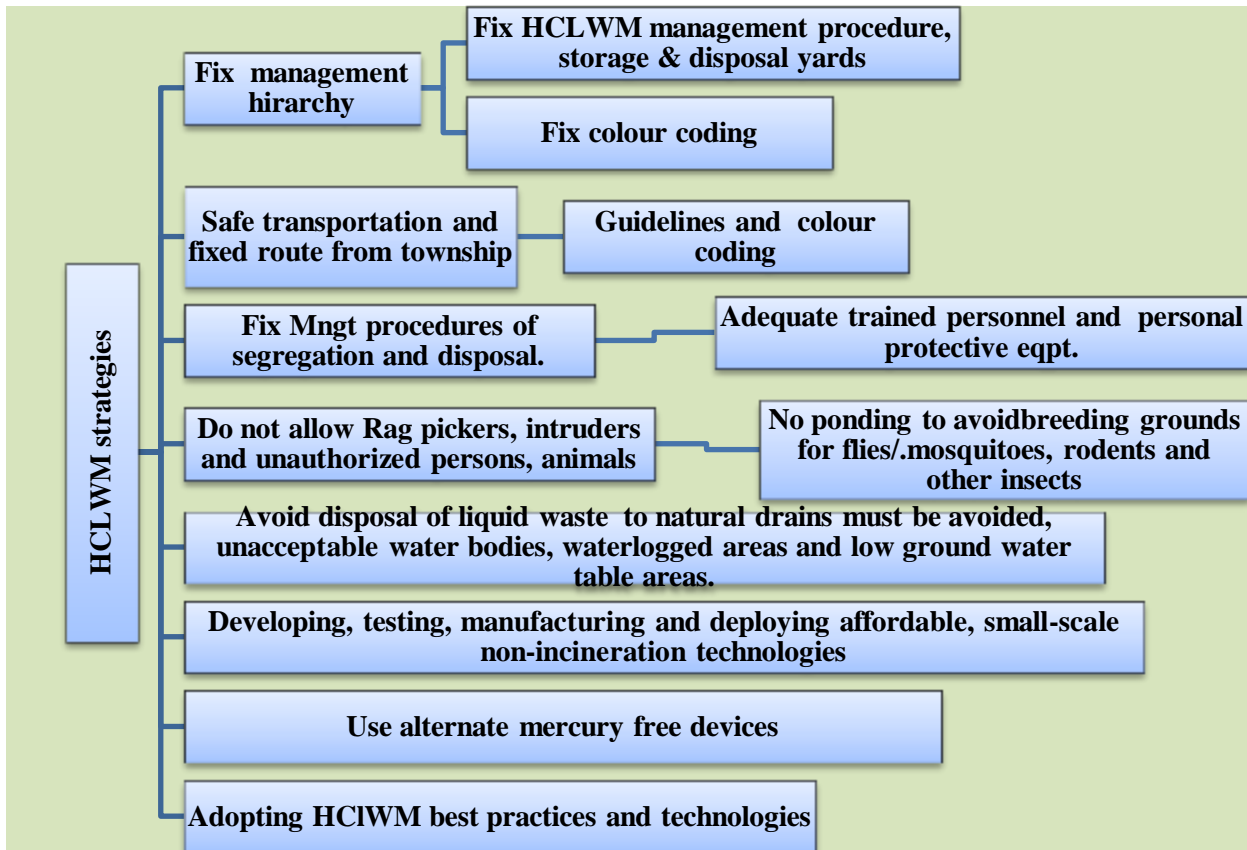 HCLWM strategies
Fix management
hirarchy
Fix HCLWM management procedure,
storage & disposal yards
Fix colour coding
Safe transportation and
fixed route from township
Guidelines and colour
coding
Fix Mngt procedures of
segregation and disposal.
Adequate trained personnel and personal
protective eqpt.
Do not allow Rag pickers, intruders
and unauthorized persons, animals
No ponding to avoidbreeding grounds
for flies/.mosquitoes, rodents and
other insects
Avoid disposal of liquid waste to natural drains must be avoided,
unacceptable water bodies, waterlogged areas and low ground water
table areas.
Developing, testing, manufacturing and deploying affordable, small-scale
non-incineration technologies
Use alternate mercury free devices
Adopting HClWM best practices and technologies